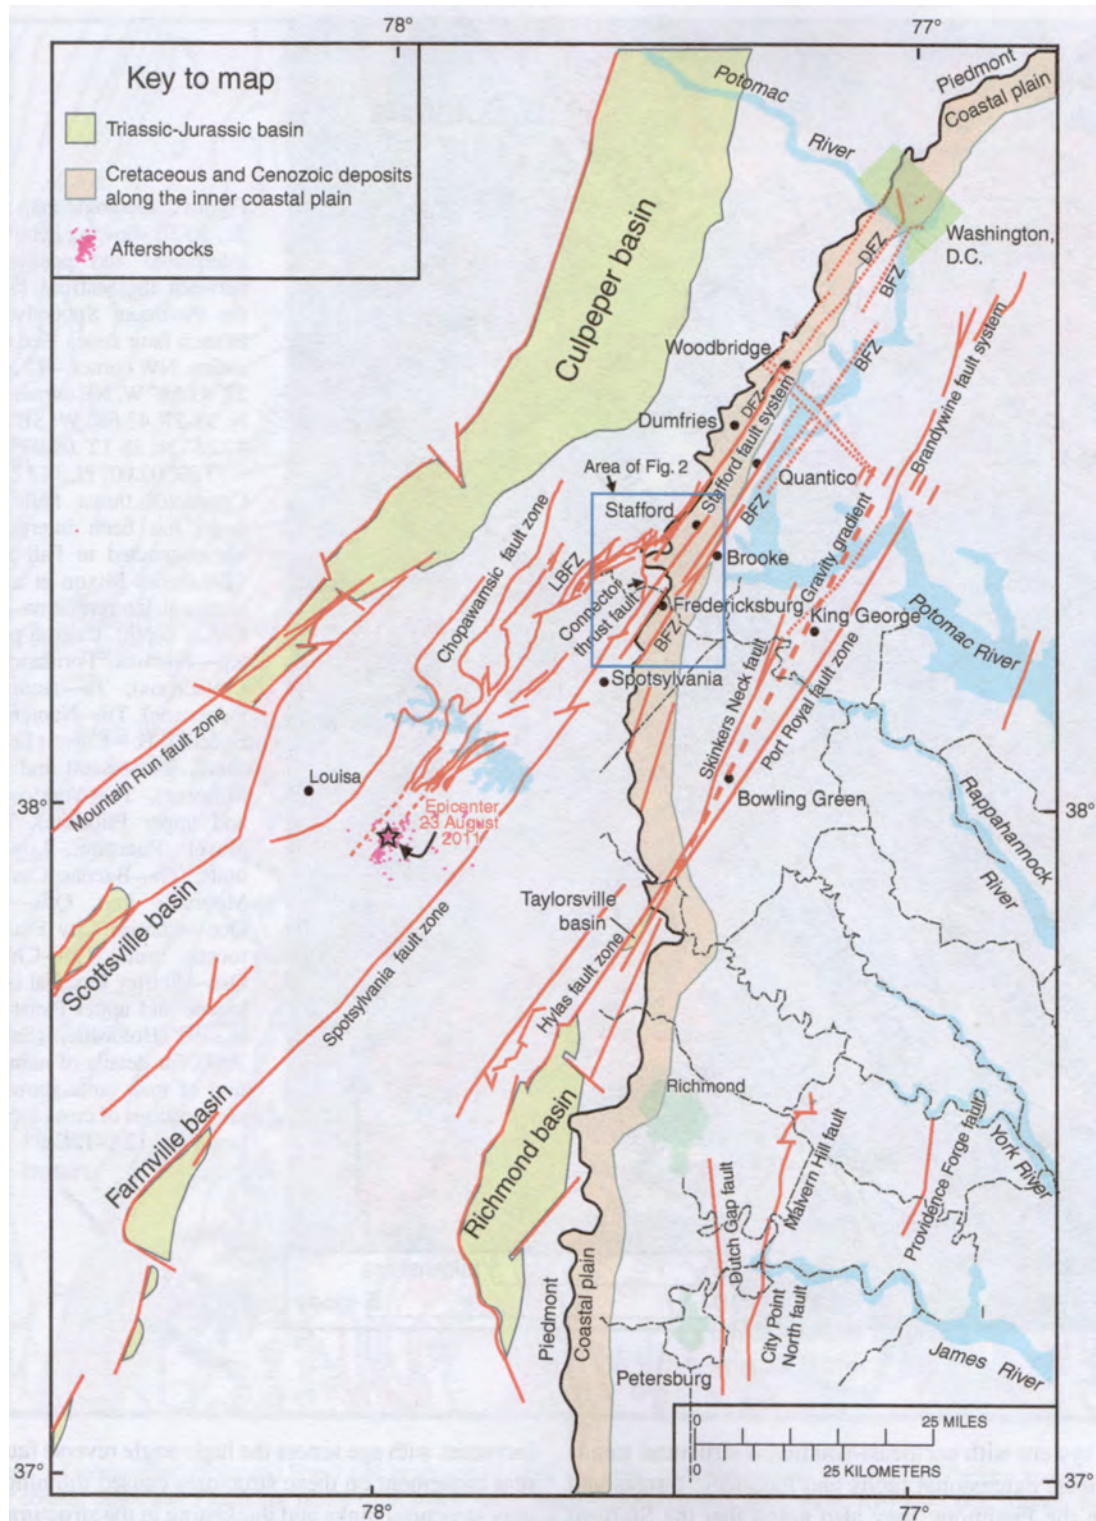 78°
77°
Key to map
Triassic-Jurassic basin
Cretaceous and Cenozoic deposits
along the inner coastal plain
Aftershocks
Potomac
River
Piedmont
Coastal plain
Washington,
D.C.
Culpeper basin
DFZ
BFZ
Woodbridge
BFZ
Brandywine fault system
DFZ
Stafford fault system
Dumfries
Area of Fig. 2
Quantico
Stafford
BFZ
Chopawamsic fault zone
LBFZ
Brooke
Gravity gradient
Connector
thrust fault
Fredericksburg
King George
Potomac River
BFZ
Spotsylvania
Skinkers Neck fault
Port Royal fault zone
Mountain Run fault zone
Louisa
38°
Epicenter
23 August
2011
Bowling Green
38°
Rappahannock
River
Taylorsville
basin
Scottsville basin
Spotsylvania fault zone
Hylas fault zone
Richmond
Farmville basin
Richmond basin
Dutch Gap fault
Malvern Hill fault
Providence Forge fault
York River
Piedmont
Coastal plain
City Point
North fault
James River
Petersburg
0
25 MILES
0
25 KILOMETERS
37°
37°
78°
77°